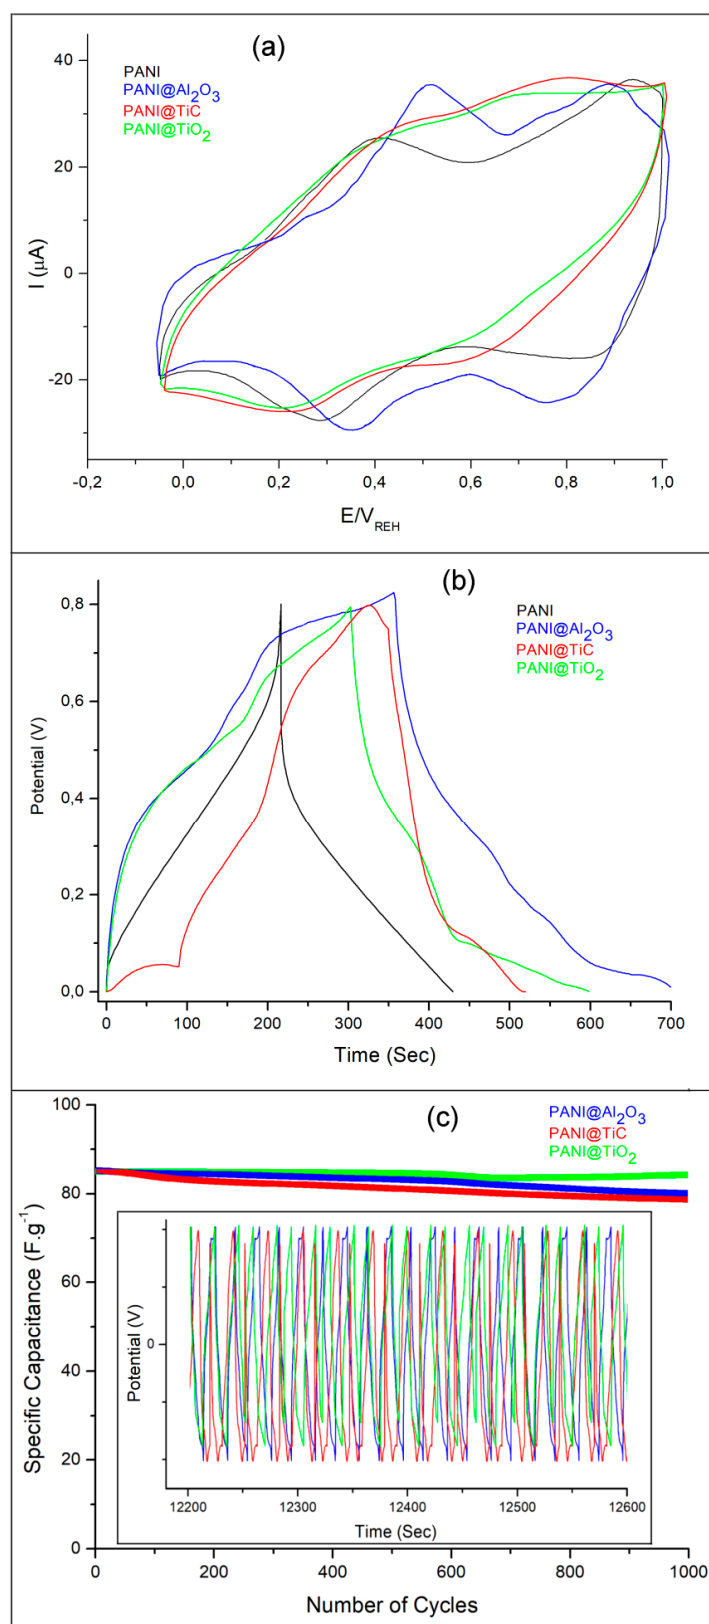 (a)
PANI
PANI@Al2O3
PANI@TiC
PANI@TiO2
40
20
0
-20
I (μA)
-0,2 0,0 0,2 0,4 0,6 0,8 1,0
E/VREH
(b)
PANI
PANI@Al2O3
PANI@TiC
PANI@TiO2
0,8
0,6
0,4
0,2
0,0
Potential (V)
0 100 200 300 400 500 600 700
Time (Sec)
(c)
PANI@Al2O3
PANI@TiC
PANI@TiO2
100
80
60
40
20
0
Specific Capacitance (F.g-1)
Potential (V)
0
12200 12300 12400 12500 12600
Time (Sec)
0 200 400 600 800 1000
Number of Cycles